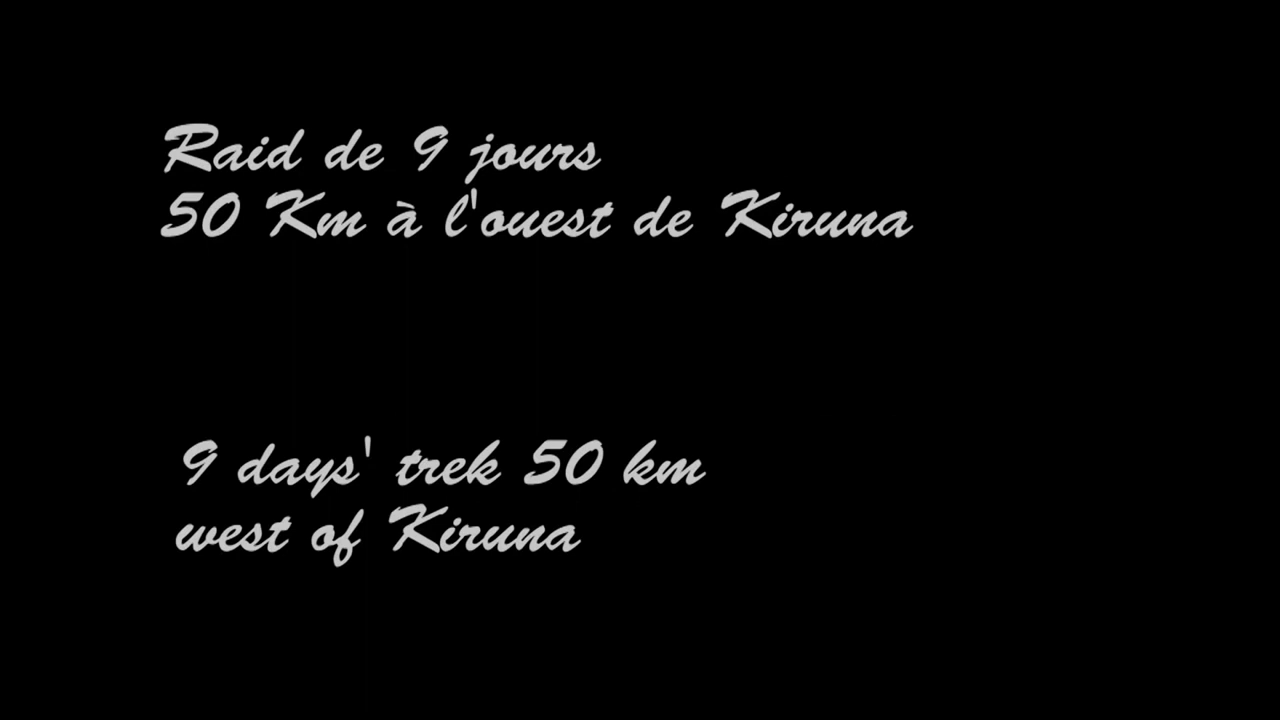 Raid de 9 jours
50 Km à l'ouest de Kiruna
9 days' trek 50 km
west of Kiruna